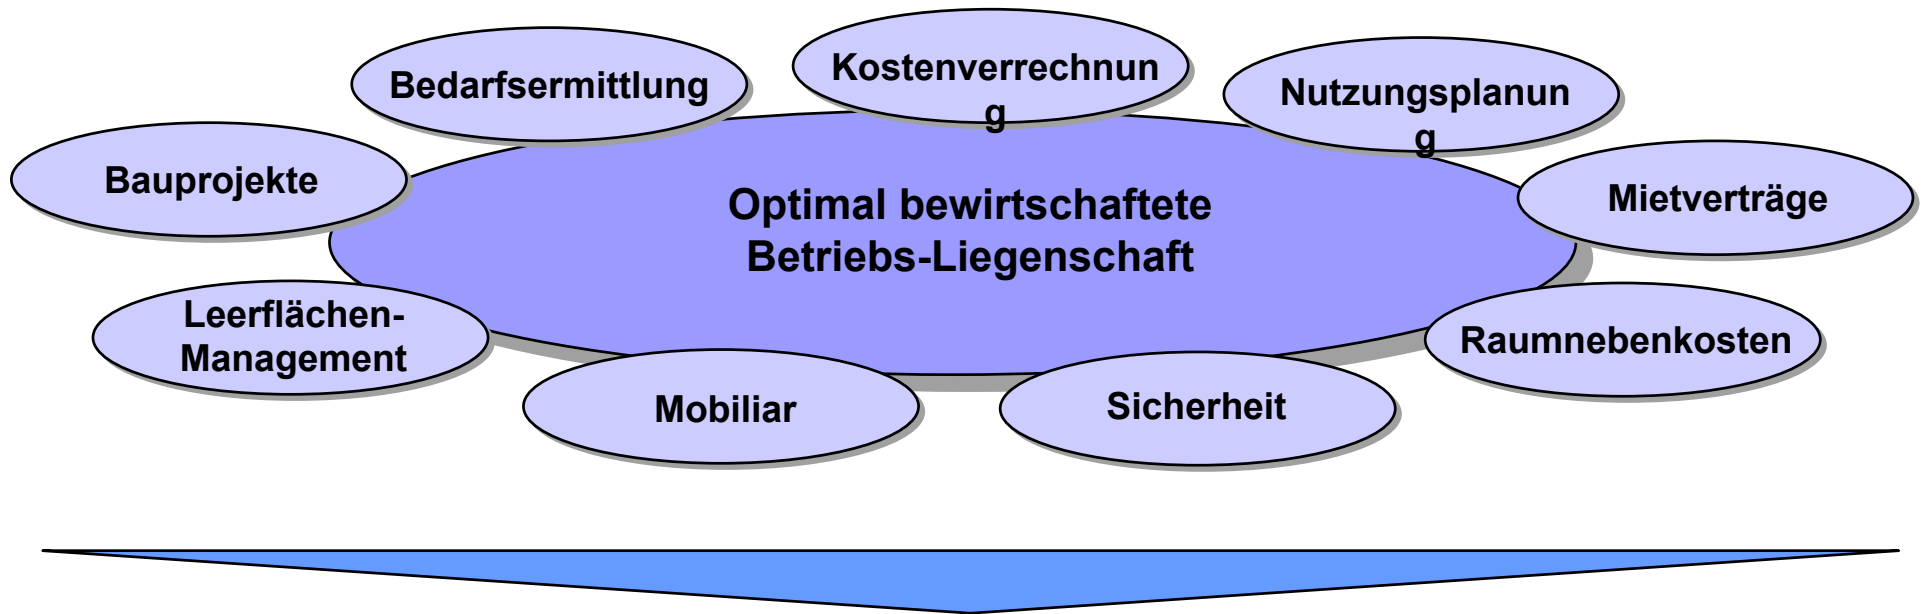 Kostenverrechnun
g
Bedarfsermittlung
Nutzungsplanun
g
Bauprojekte
Mietverträge
Optimal bewirtschaftete
Betriebs-Liegenschaft
Leerflächen-
Management
Raumnebenkosten
Mobiliar
Sicherheit